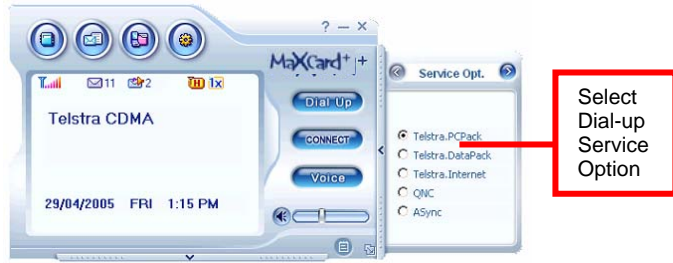 ? — X
MaXCard+
11 2 H 1x
Telstra CDMA
29/04/2005 FRI 1:15 PM
Dial Up
CONNECT
Voice
Service Opt.
Telstra.PCPack
Telstra.DataPack
Telstra.Internet
QNC
ASync
Select
Dial-up
Service
Option